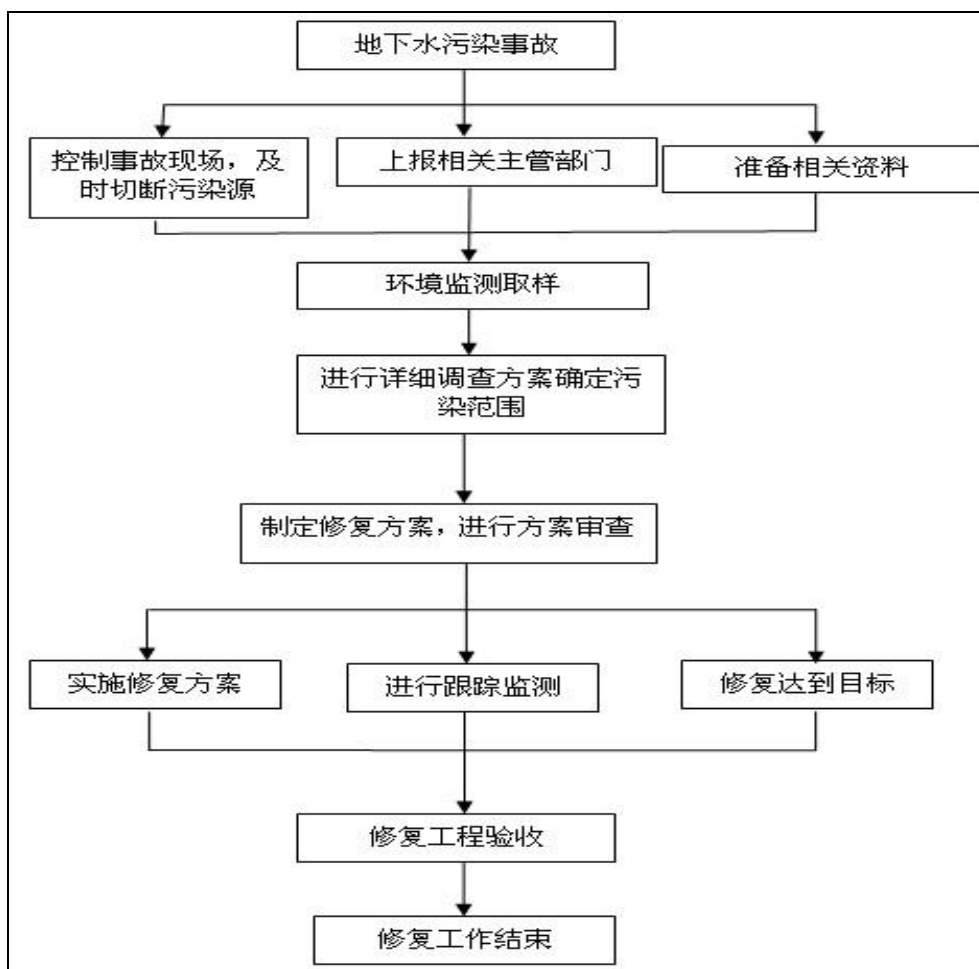 地下水污染事故
控制事故现场，及
时切断污染源
上报相关主管部门
准备相关资料
环境监测取样
进行详细调查方案确定污
染范围
制定修复方案，进行方案审查
实施修复方案
进行跟踪监测
修复达到目标
修复工程验收
修复工作结束